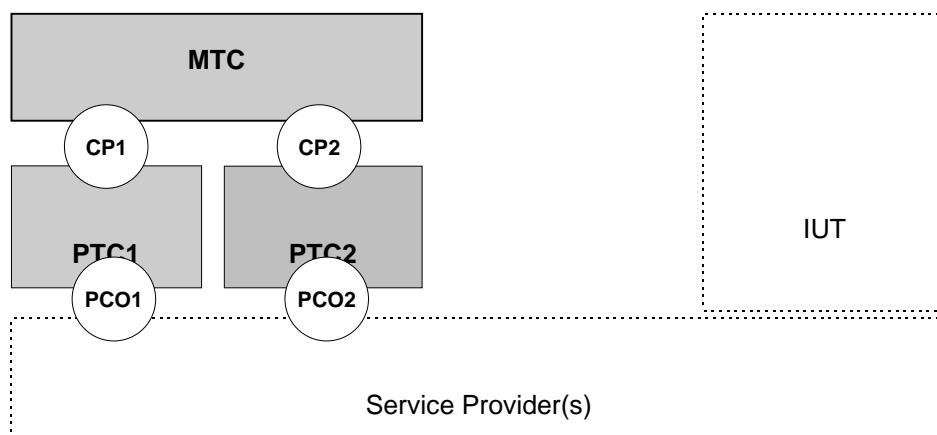 MTC
CP1
CP2
PTC1
PTC2
IUT
PCO1
PCO2
Service Provider(s)